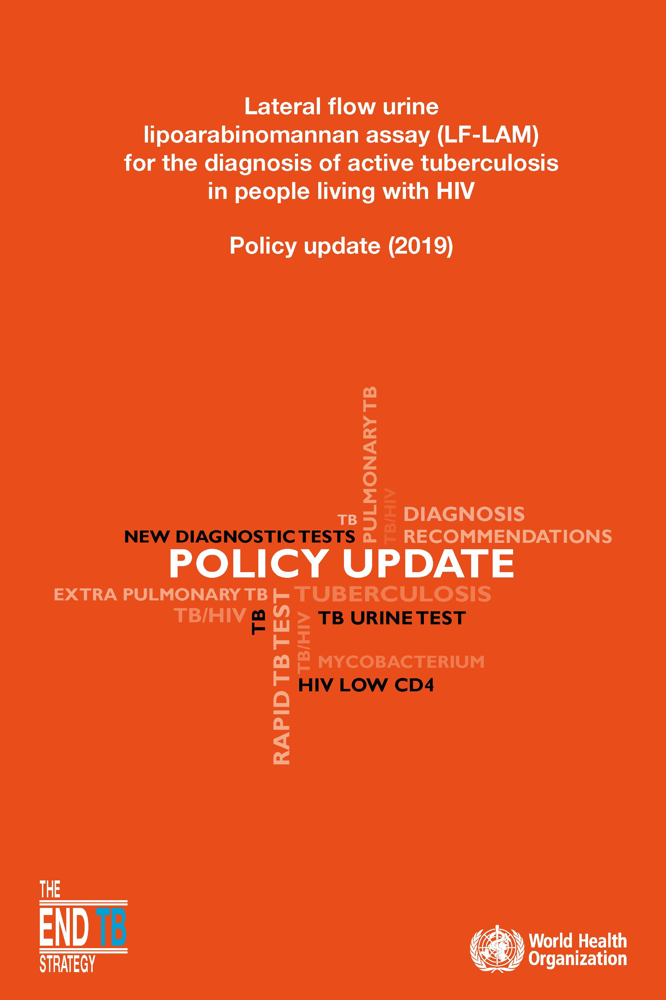 Lateral flow urine
lipoarabinomannan assay (LF-LAM)
for the diagnosis of active tuberculosis
in people living with HIV
Policy update (2019)
PULMONARY TB
TB/HIV
TB
DIAGNOSIS
NEW DIAGNOSTIC TESTS
RECOMMENDATIONS
POLICY UPDATE
EXTRA PULMONARY TB
TUBERCULOSIS
TB/HIV
TB
RAPID TB TEST
TB/HIV
TB URINE TEST
MYCOBACTERIUM
HIV LOW CD4
THE
END TB
STRATEGY
World Health
Organization